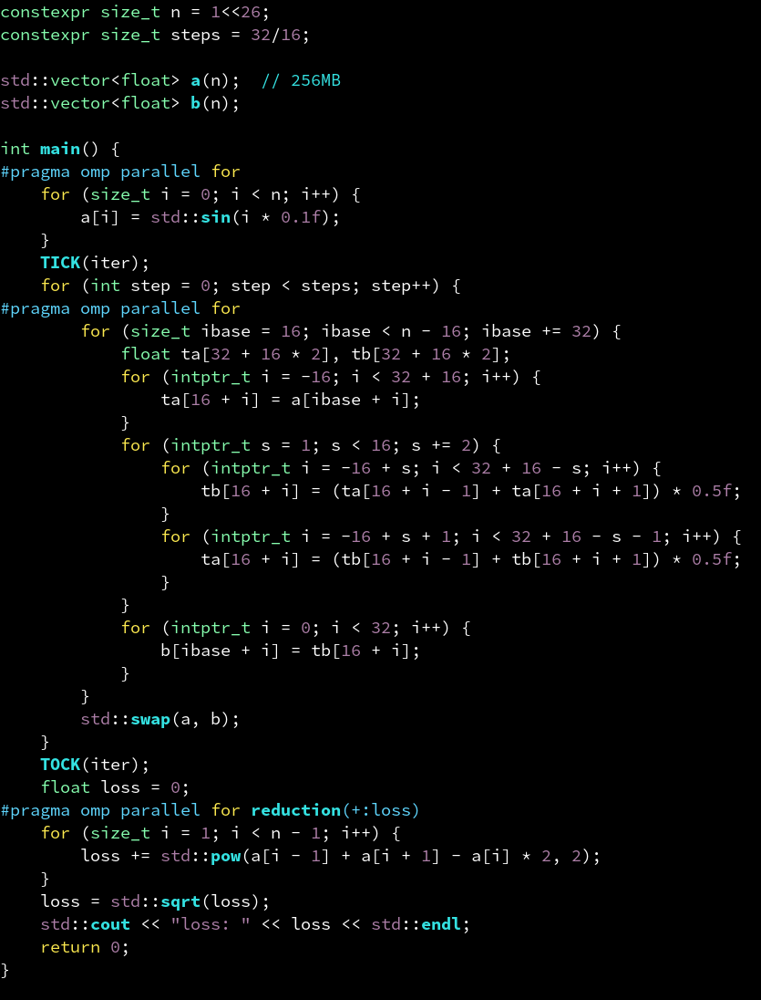 constexpr size_t n = 1<<26;
constexpr size_t steps = 32/16;

std::vector<float> a(n);  // 256MB
std::vector<float> b(n);

int main() {
#pragma omp parallel for
    for (size_t i = 0; i < n; i++) {
        a[i] = std::sin(i * 0.1f);
    }
    TICK(iter);
    for (int step = 0; step < steps; step++) {
#pragma omp parallel for
        for (size_t ibase = 16; ibase < n - 16; ibase += 32) {
            float ta[32 + 16 * 2], tb[32 + 16 * 2];
            for (intptr_t i = -16; i < 32 + 16; i++) {
                ta[16 + i] = a[ibase + i];
            }
            for (intptr_t s = 1; s < 16; s += 2) {
                for (intptr_t i = -16 + s; i < 32 + 16 - s; i++) {
                    tb[16 + i] = (ta[16 + i - 1] + ta[16 + i + 1]) * 0.5f;
                }
                for (intptr_t i = -16 + s + 1; i < 32 + 16 - s - 1; i++) {
                    ta[16 + i] = (tb[16 + i - 1] + tb[16 + i + 1]) * 0.5f;
                }
            }
            for (intptr_t i = 0; i < 32; i++) {
                b[ibase + i] = tb[16 + i];
            }
        }
        std::swap(a, b);
    }
    TOCK(iter);
    float loss = 0;
#pragma omp parallel for reduction(+:loss)
    for (size_t i = 1; i < n - 1; i++) {
        loss += std::pow(a[i - 1] + a[i + 1] - a[i] * 2, 2);
    }
    loss = std::sqrt(loss);
    std::cout << "loss: " << loss << std::endl;
    return 0;
}